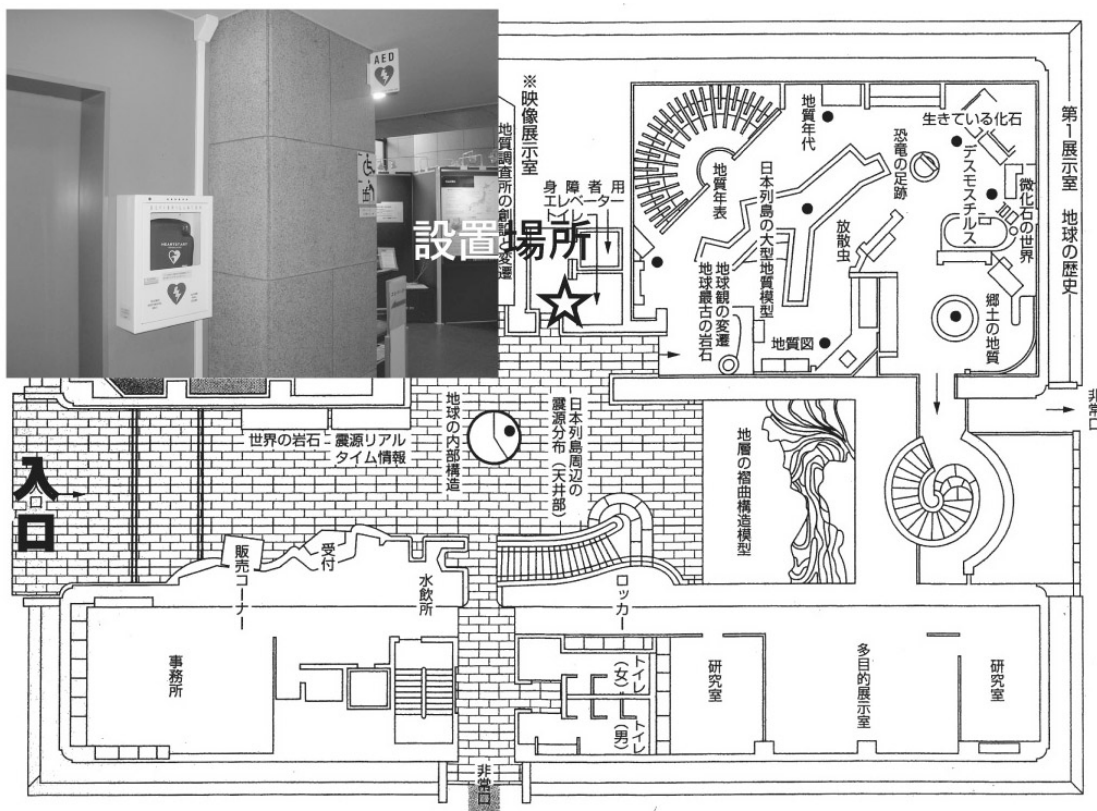 AED
設置場所
※映像展示室
地質調査所の創設と変遷
身障者用
エレベーター
トイレ
地質年代
地質年表
日本列島の大型地質模型
地球観の変遷
地球最古の岩石
恐竜の足跡
放散虫
地質図
生きている化石
デスモスチルス
微化石の世界
郷土の地質
第1展示室 地球の歴史
非常口
世界の岩石
震源リアル
タイム情報
地球の内部構造
日本列島周辺の
震源分布(天井部)
地層の褶曲構造模型
入口
入口
販売コーナー
受付
水飲所
ロッカー
事務所
トイレ
(女)
トイレ
(男)
研究室
多目的展示室
研究室
非常口